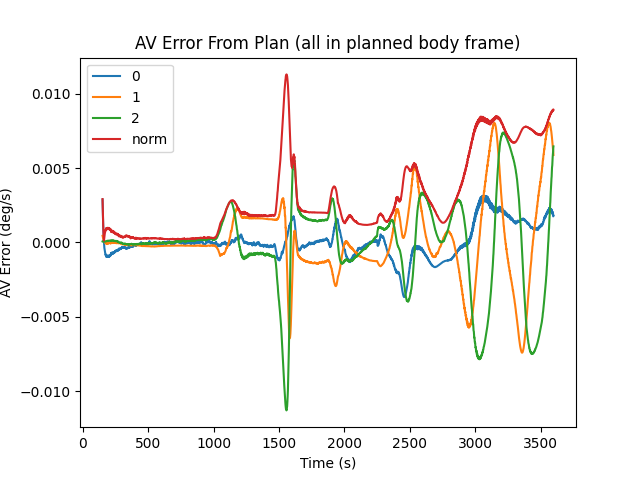 AV Error From Plan (all in planned body frame)
0
1
2
norm
0.010
0.005
0.000
−0.005
−0.010
AV Error (deg/s)
0 500 1000 1500 2000 2500 3000 3500
Time (s)